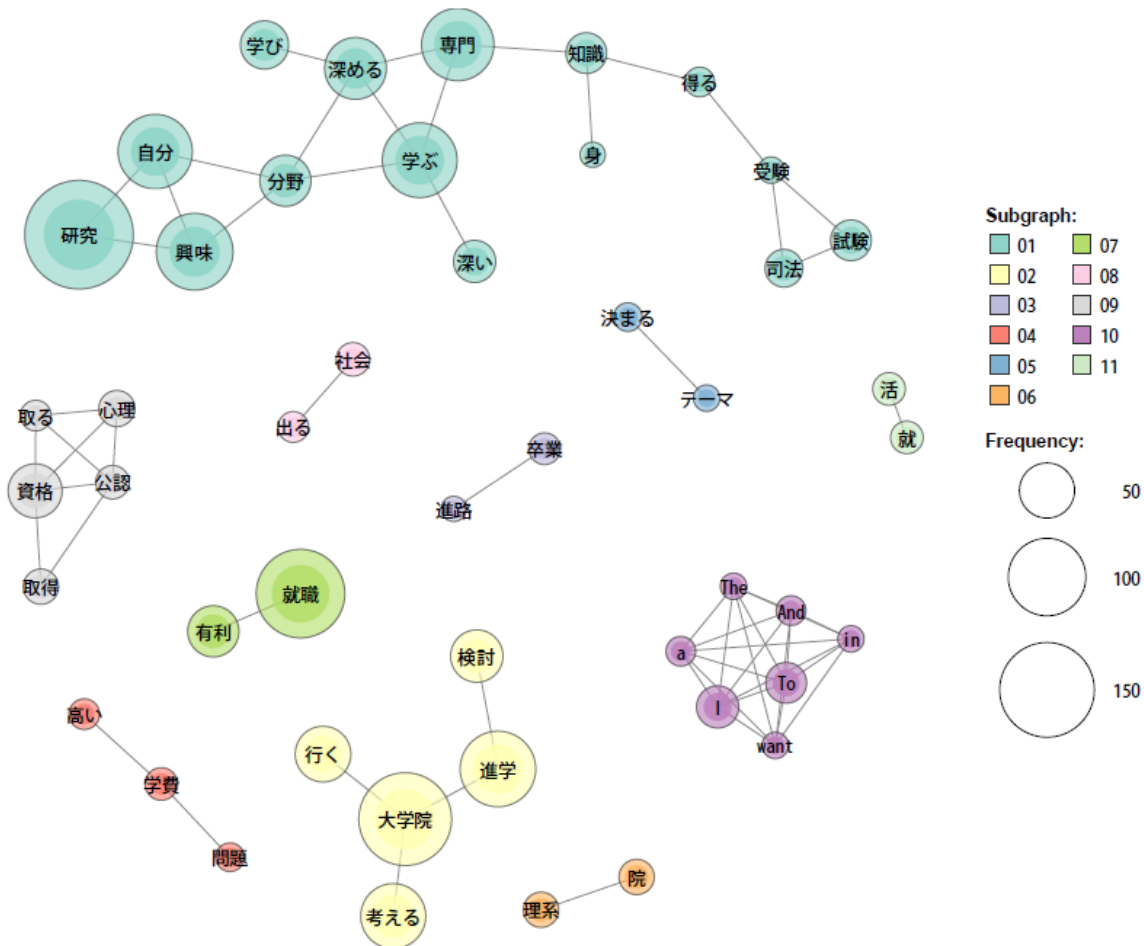 学び
深める
専門
知識
得る
身
受験
試験
司法
自分
分野
学ぶ
研究
興味
深い
決まる
テーマ
社会
出る
活
就
取る
心理
資格
公認
取得
卒業
進路
就職
有利
The
And
in
a
To
I
want
検討
行く
進学
大学院
考える
高い
学費
問題
院
理系
Subgraph:
01 07
02 08
03 09
04 10
05 11
06
Frequency:
50
100
150